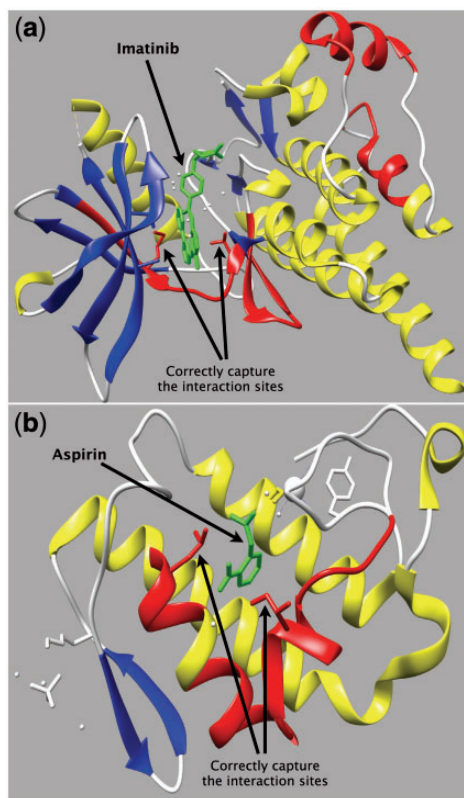 (a)
Imatinib
Correctly capture
the interaction sites
(b)
Aspirin
Correctly capture
the interaction sites